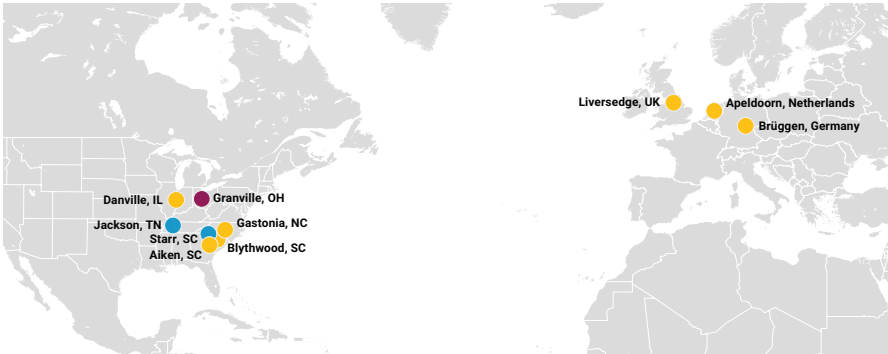 Liversedge, UK
Apeldoorn, Netherlands
Brüggen, Germany
Danville, IL
Granville, OH
Jackson, TN
Gastonia, NC
Starr, SC
Blythwood, SC
Aiken, SC